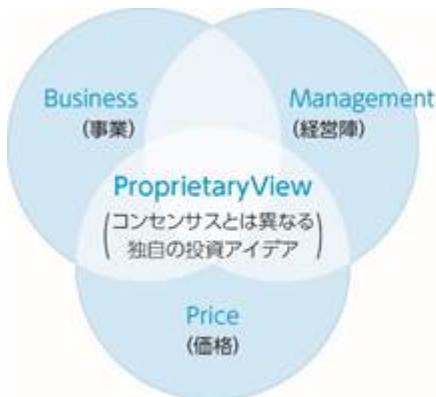 Business
(事業)
Management
(経営陣)
ProprietaryView
(コンセンサスとは異なる
独自の投資アイデア)
Price
(価格)